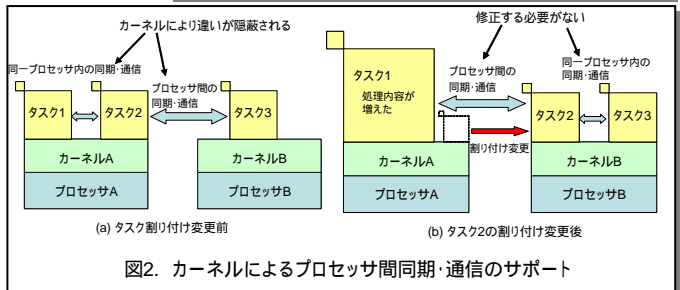 カーネルにより違いが隠蔽される
同一プロセッサ内の同期・通信
プロセッサ間の
同期・通信
タスク1
タスク2
タスク3
カーネルA
カーネルB
プロセッサA
プロセッサB
(a) タスク割り付け変更前
修正する必要がない
タスク1
処理内容が
増えた
プロセッサ間の
同期・通信
同一プロセッサ内の
同期・通信
タスク2
タスク3
割り付け変更
カーネルA
カーネルB
プロセッサA
プロセッサB
(b) タスク2の割り付け変更後
図2. カーネルによるプロセッサ間同期・通信のサポート